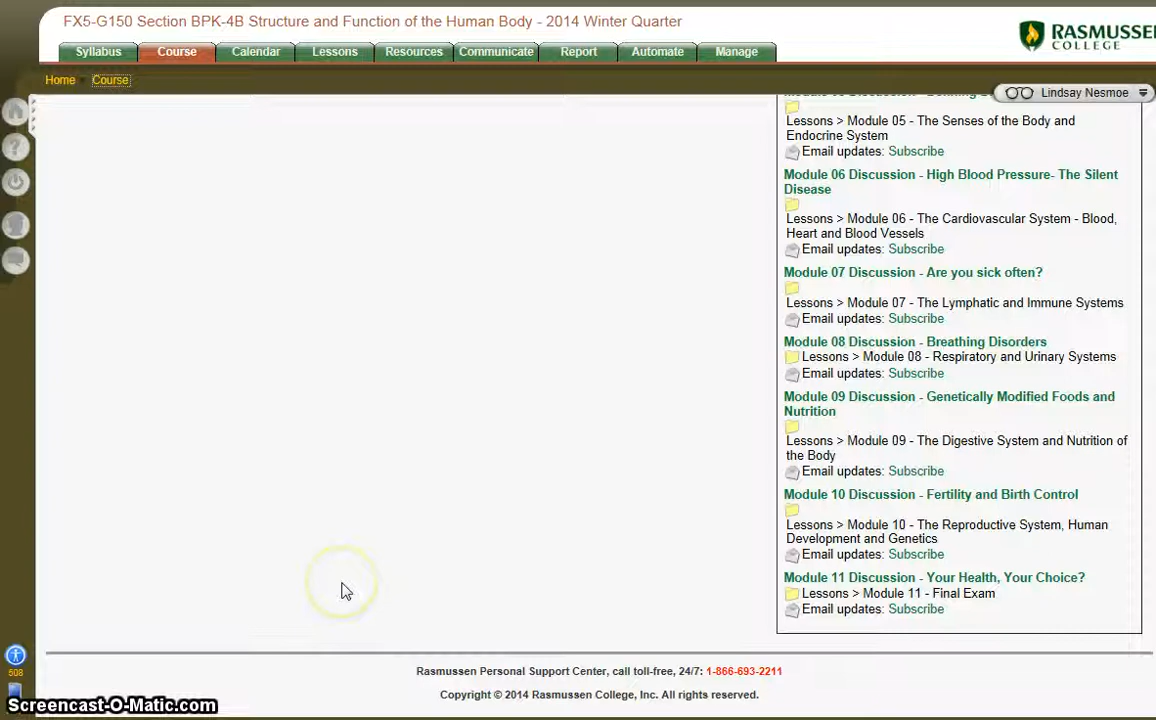 FX5-G150 Section BPK-4B Structure and Function of the Human Body - 2014 Winter Quarter
RASMUSSEN
COLLEGE
Syllabus Course Calendar Lessons Resources Communicate Report Automate Manage
Home Course
Lindsay Nesmoe
Lessons > Module 05 - The Senses of the Body and
Endocrine System
Email updates: Subscribe
Module 06 Discussion - High Blood Pressure- The Silent
Disease
Lessons > Module 06 - The Cardiovascular System - Blood,
Heart and Blood Vessels
Email updates: Subscribe
Module 07 Discussion - Are you sick often?
Lessons > Module 07 - The Lymphatic and Immune Systems
Email updates: Subscribe
Module 08 Discussion - Breathing Disorders
Lessons > Module 08 - Respiratory and Urinary Systems
Email updates: Subscribe
Module 09 Discussion - Genetically Modified Foods and
Nutrition
Lessons > Module 09 - The Digestive System and Nutrition of
the Body
Email updates: Subscribe
Module 10 Discussion - Fertility and Birth Control
Lessons > Module 10 - The Reproductive System, Human
Development and Genetics
Email updates: Subscribe
Module 11 Discussion - Your Health, Your Choice?
Lessons > Module 11 - Final Exam
Email updates: Subscribe
508
Rasmussen Personal Support Center, call toll-free, 24/7: 1-866-693-2211
Copyright © 2014 Rasmussen College, Inc. All rights reserved.
Screencast-O-Matic.com